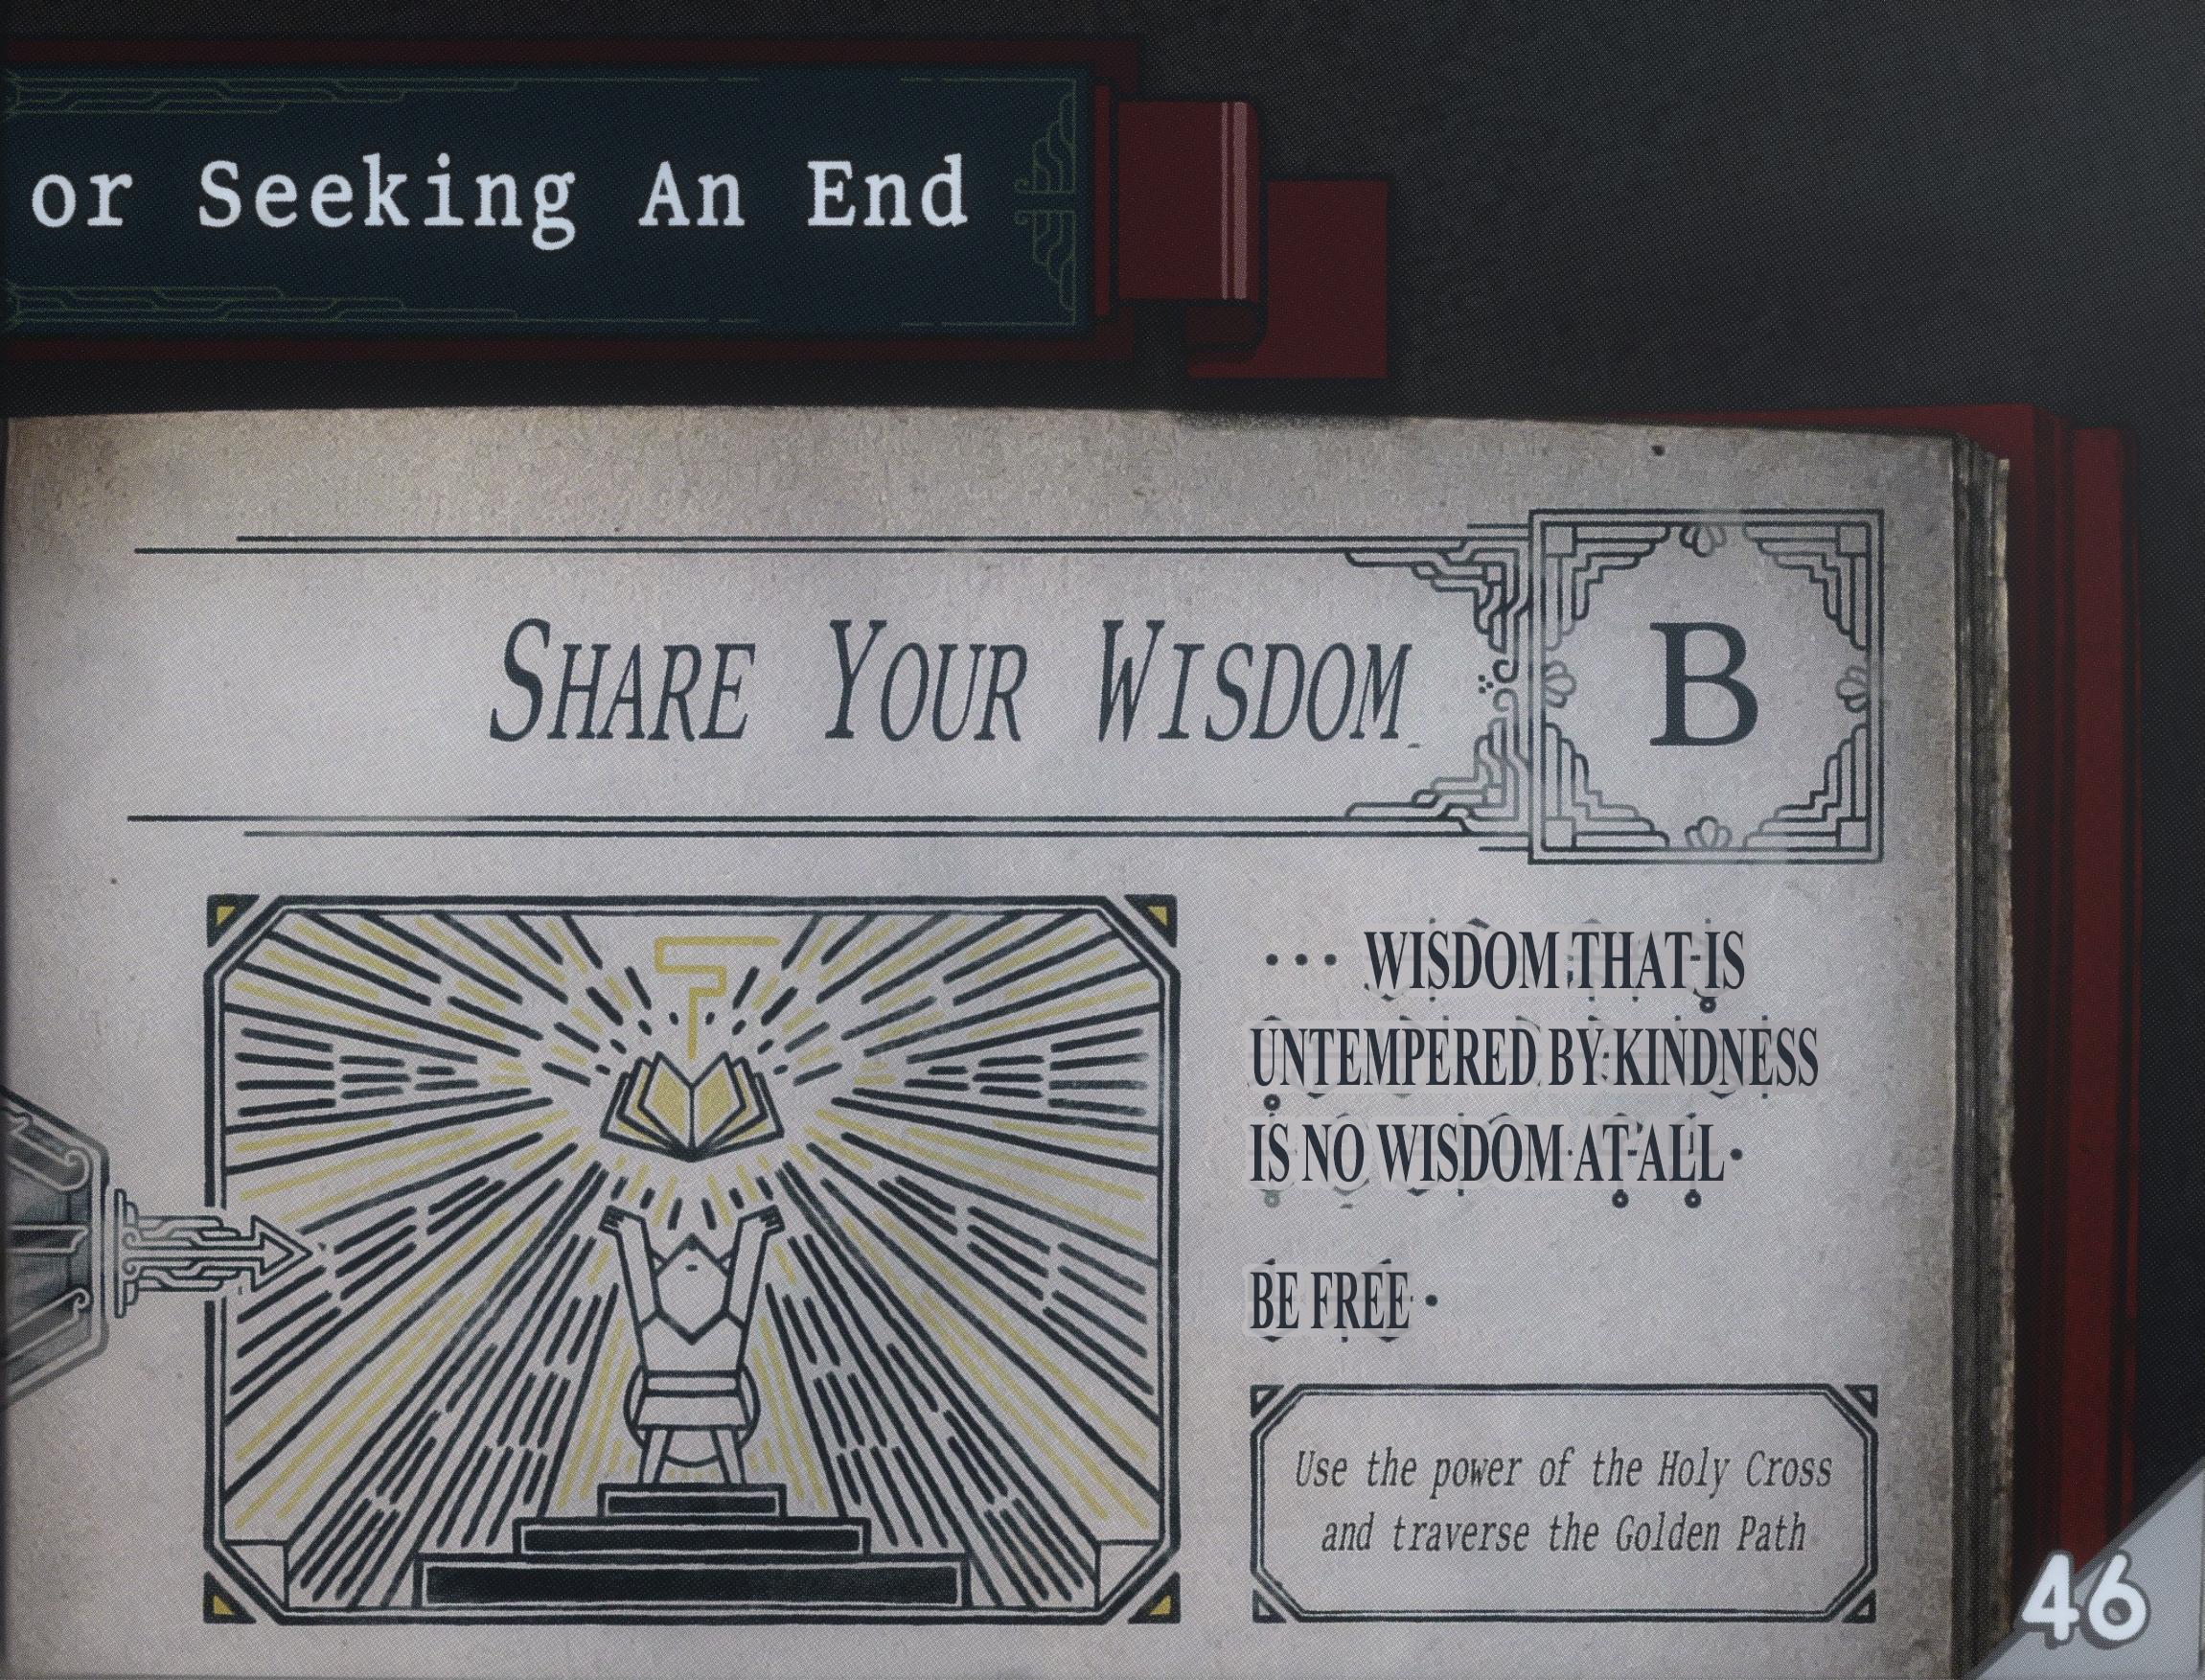 or Seeking An End
SHARE YOUR WISDOM
B
... WISDOM THAT IS
UNTEMPERED BY KINDNESS
IS NO WISDOM AT ALL.
BE FREE.
Use the power of the Holy Cross
and traverse the Golden Path
46